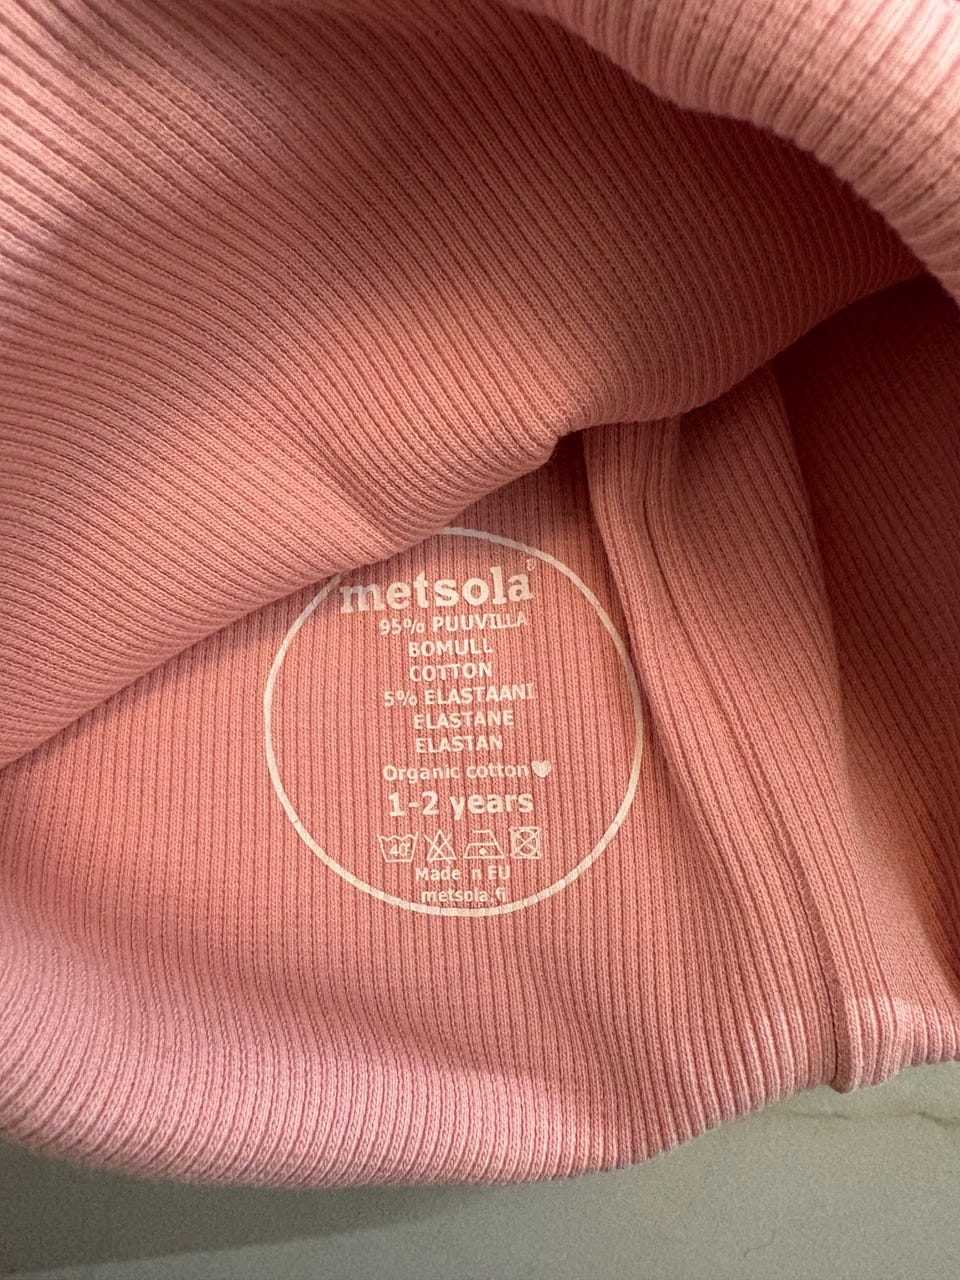 metsola
95% PUUVILLA
BOMULL
COTTON
5% ELASTAANI
ELASTANE
ELASTAN
Organic cotton
1-2 years
40°
Made n EU
metsola.fi